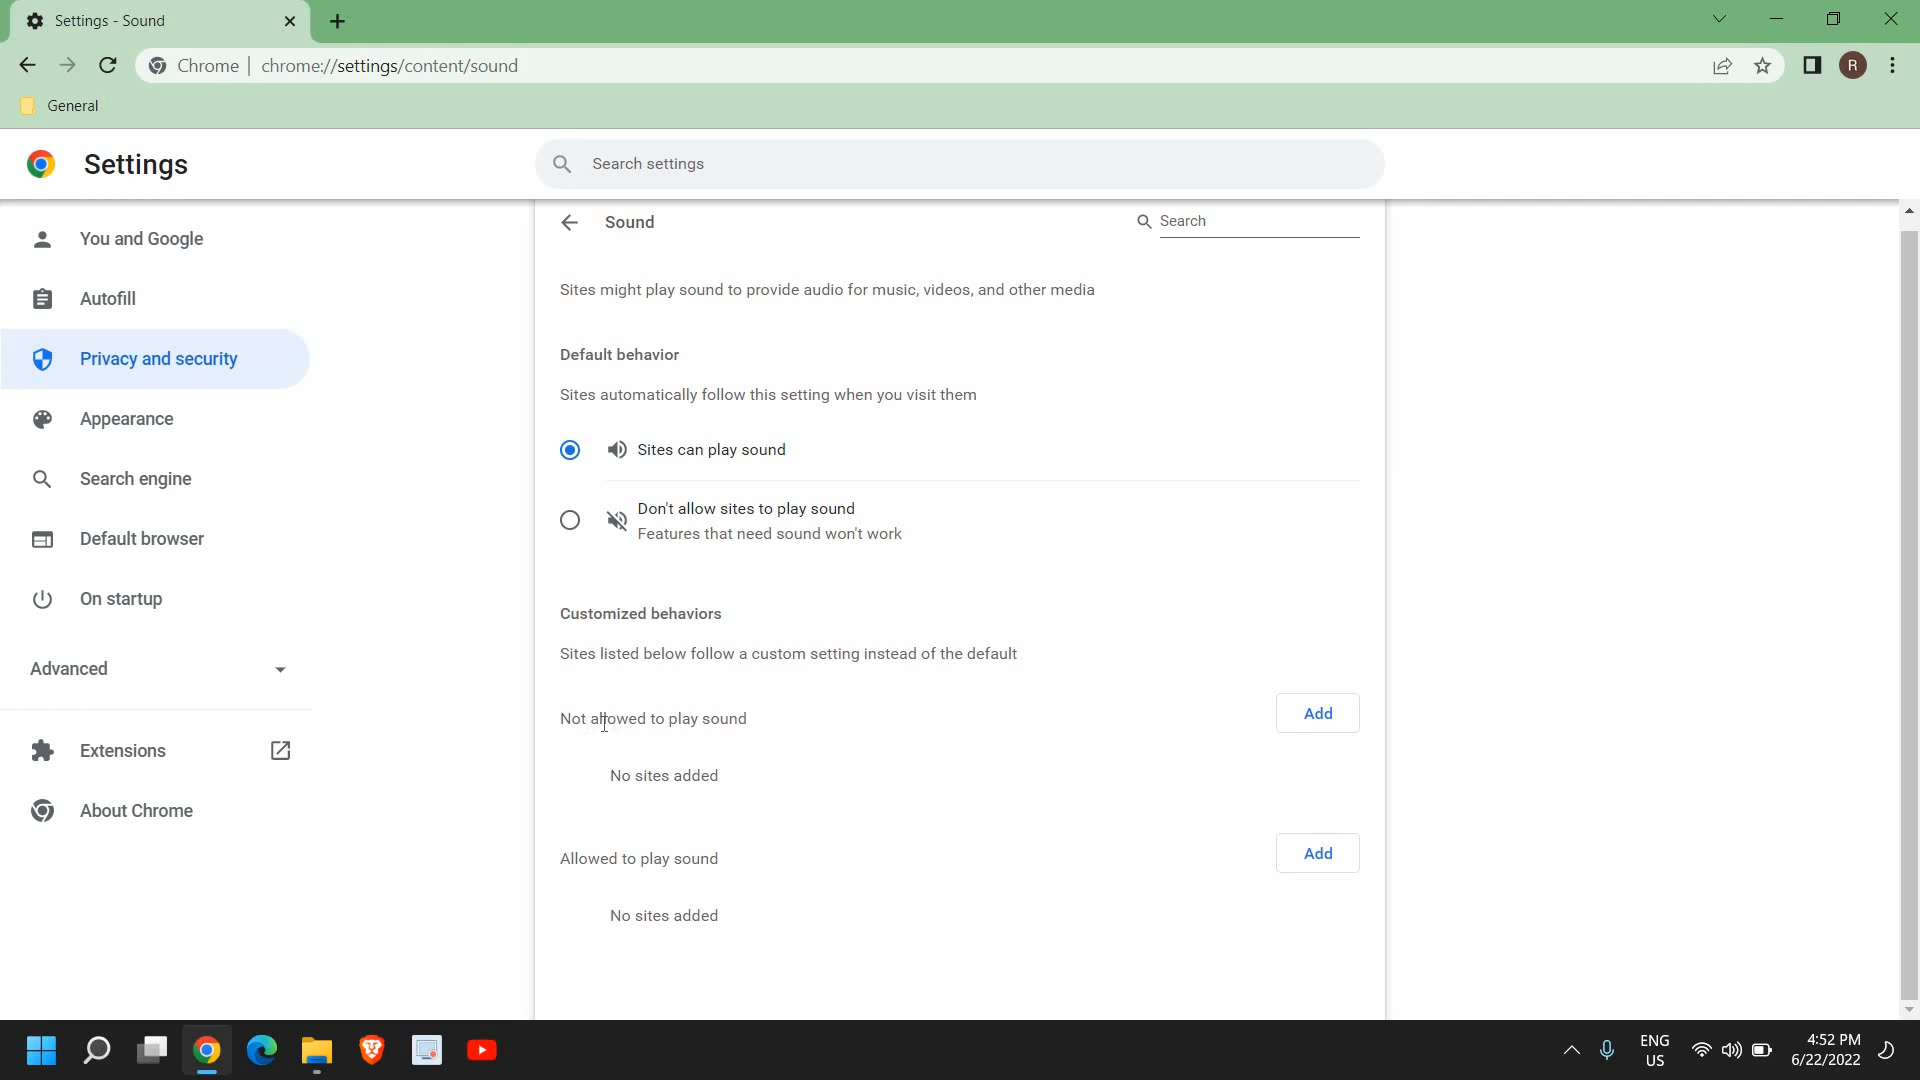 Settings - Sound
Chrome | chrome://settings/content/sound
R
General
Settings
Search settings
You and Google
Autofill
Privacy and security
Appearance
Search engine
Default browser
On startup
Advanced
Extensions
About Chrome
Sound
Search
Sites might play sound to provide audio for music, videos, and other media
Default behavior
Sites automatically follow this setting when you visit them
Sites can play sound
Don't allow sites to play sound
Features that need sound won't work
Customized behaviors
Sites listed below follow a custom setting instead of the default
Not allowed to play sound
Add
No sites added
Allowed to play sound
Add
No sites added
ENG
US
4:52 PM
6/22/2022